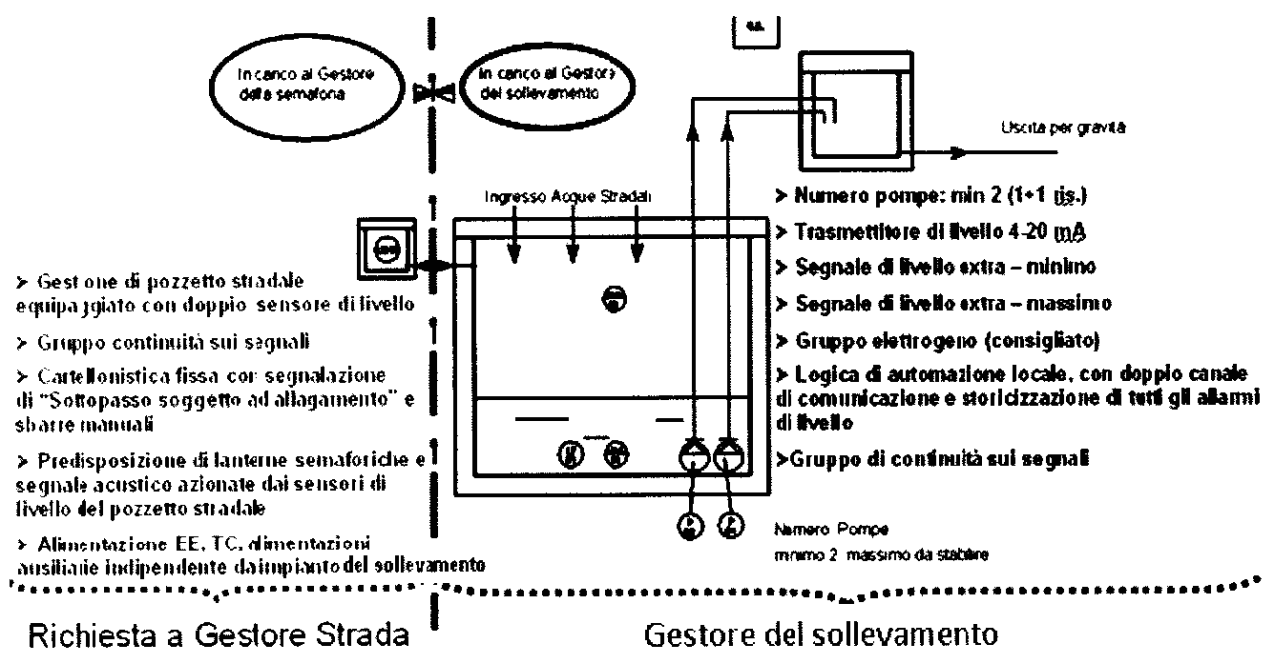 In carico al Gestore
della semaforia
In carico al Gestore
del sollevamento
Uscita per gravità
Ingresso Acque Stradali
> Gestione di pozzetto stradale
equipaggiato con doppio sensore di livello
> Gruppo continuità sui segnali
> Cartellonistica fissa con segnalazione
di “Sottopasso soggetto ad allagamento” e
sbarre manuali
> Predisposizione di lanterne semaforiche e
segnale acustico azionate dai sensori di
livello del pozzetto stradale
> Alimentazione EE, TC, alimentazioni
ausiliarie indipendente da impianto del sollevamento
> Numero pompe: min 2 (1+1 ris.)
> Trasmettitore di livello 4-20 mA
> Segnale di livello extra – minimo
> Segnale di livello extra – massimo
> Gruppo elettrogeno (consigliato)
> Logica di automazione locale, con doppio canale
di comunicazione e storicizzazione di tutti gli allarmi
di livello
>Gruppo di continuità sui segnali
Numero Pompe
minimo 2 massimo da stabilire
Richiesta a Gestore Strada
Gestore del sollevamento